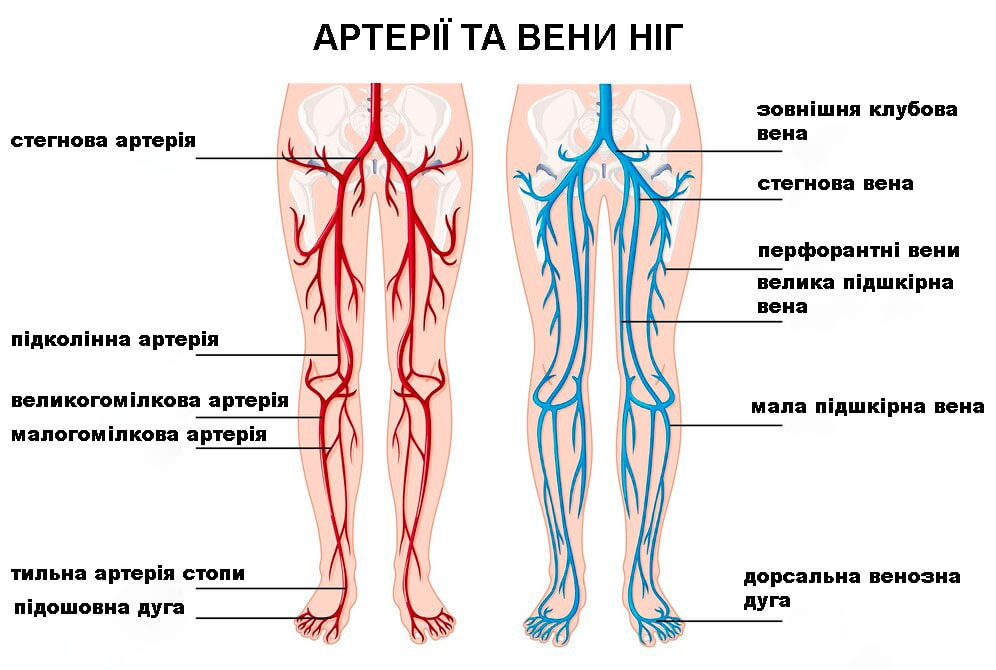 АРТЕРІЇ ТА ВЕНИ НІГ
стегнова артерія
підколінна артерія
великогомілкова артерія
малогомілкова артерія
тильна артерія стопи
підошовна дуга
зовнішня клубова
вена
стегнова вена
перфорантні вени
велика підшкірна
вена
мала підшкірна вена
дорсальна венозна
дуга